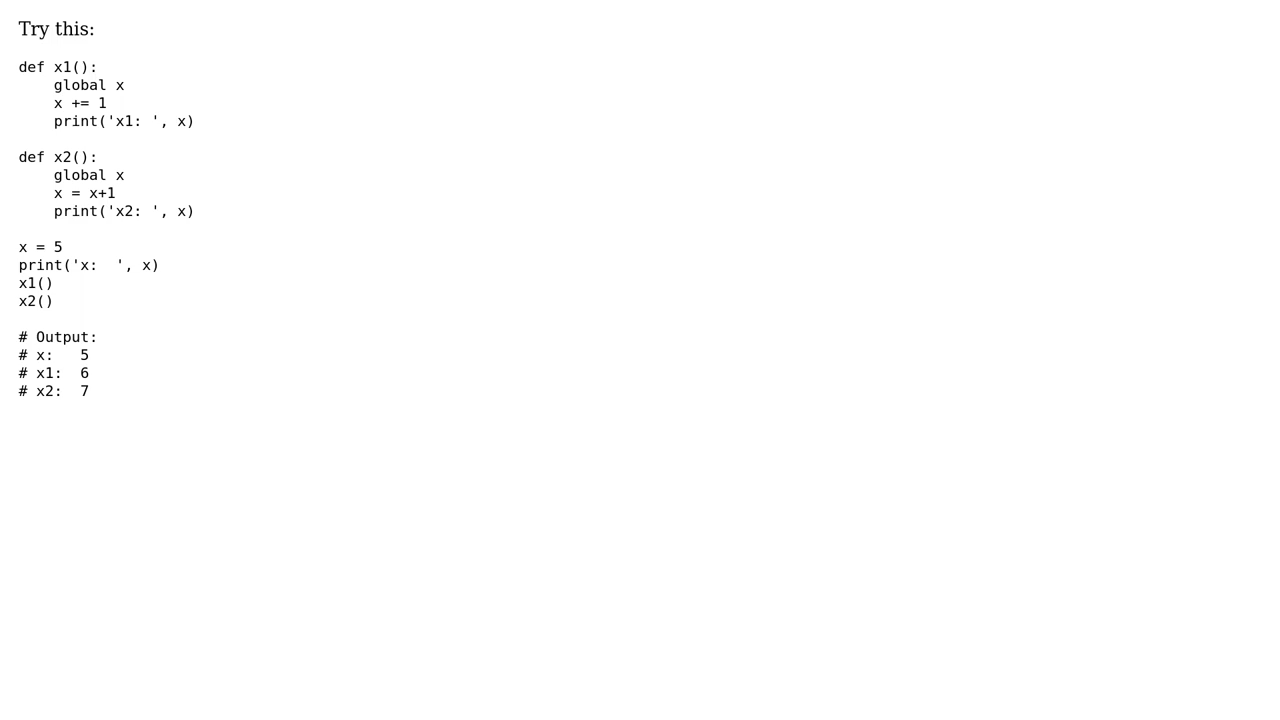 Try this:
def x1():
    global x
    x += 1
    print('x1: ', x)
def x2():
    global x
    x = x+1
    print('x2: ', x)
x = 5
print('x:  ', x)
x1()
x2()
# Output:
# x:   5
# x1:  6
# x2:  7